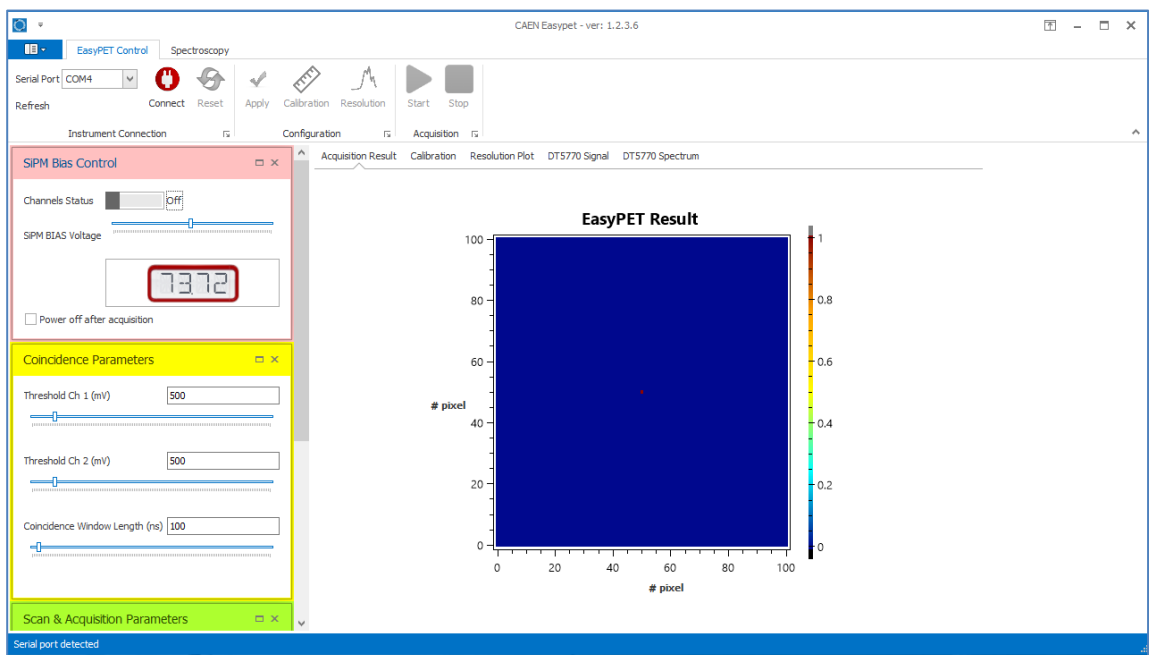 CAEN Easypet - ver: 1.2.3.6
EasyPET Control Spectroscopy
Serial Port COM4
Refresh
Connect Reset Apply Calibration Resolution Start Stop
Instrument Connection Configuration Acquisition
SiPM Bias Control
Channels Status Off
SiPM BIAS Voltage
73.72
Power off after acquisition
Coincidence Parameters
Threshold Ch 1 (mV) 500
Threshold Ch 2 (mV) 500
Coincidence Window Length (ns) 100
Scan & Acquisition Parameters
Acquisition Result Calibration Resolution Plot DT5770 Signal DT5770 Spectrum
EasyPET Result
# pixel
100
80
60
40
20
0
0 20 40 60 80 100
# pixel
1
0.8
0.6
0.4
0.2
0
Serial port detected